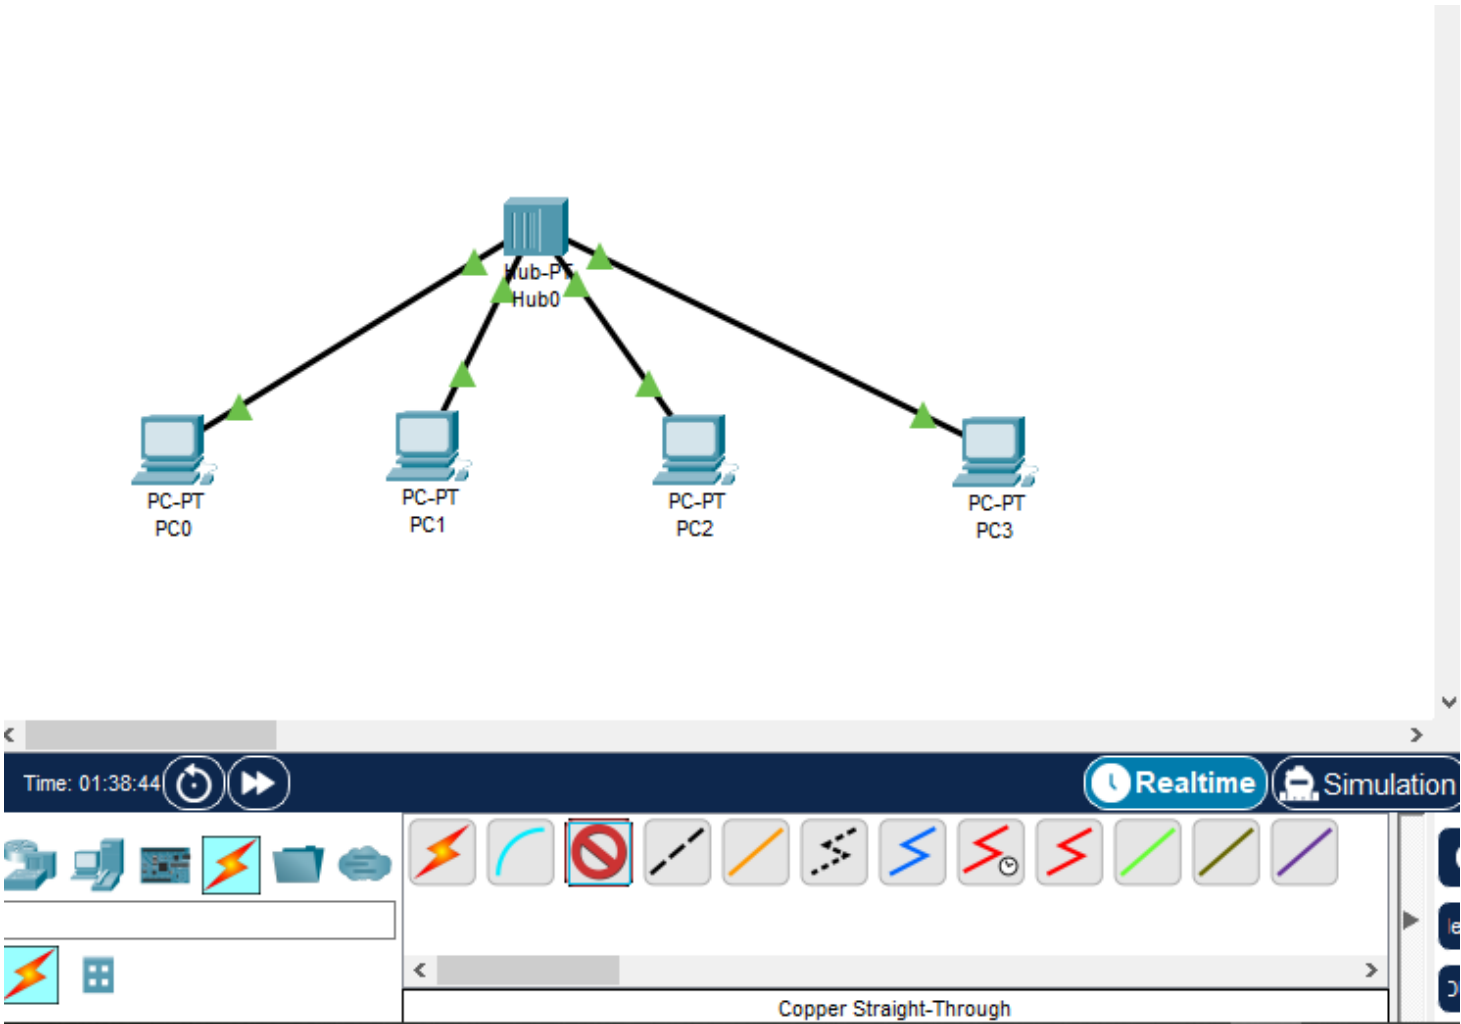 Hub-PT
Hub0
PC-PT
PC0
PC-PT
PC1
PC-PT
PC2
PC-PT
PC3
Time: 01:38:44
Realtime
Simulation
Copper Straight-Through